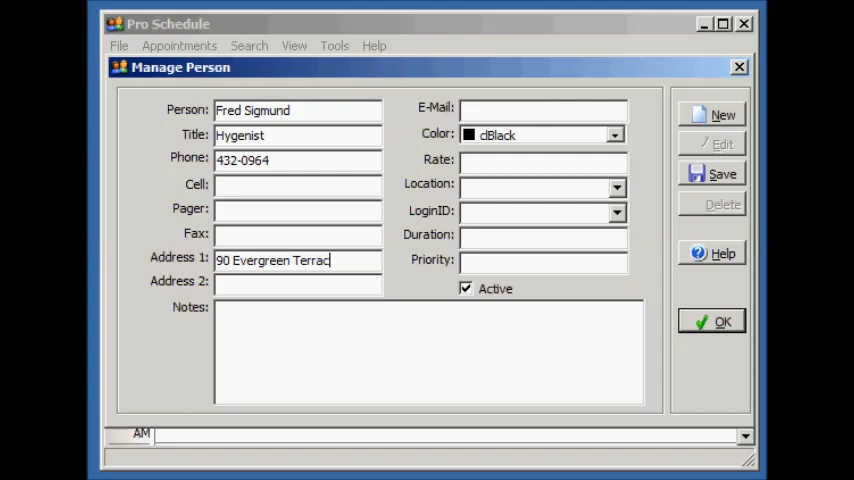 Pro Schedule
File Appointments Search View Tools Help
Manage Person
Person: Fred Sigmund
Title: Hygenist
Phone: 432-0964
Cell:
Pager:
Fax:
Address 1: 90 Evergreen Terrac
Address 2:
Notes:
E-Mail:
Color: clBlack
Rate:
Location:
LoginID:
Duration:
Priority:
Active
New
Edit
Save
Delete
Help
OK
AM